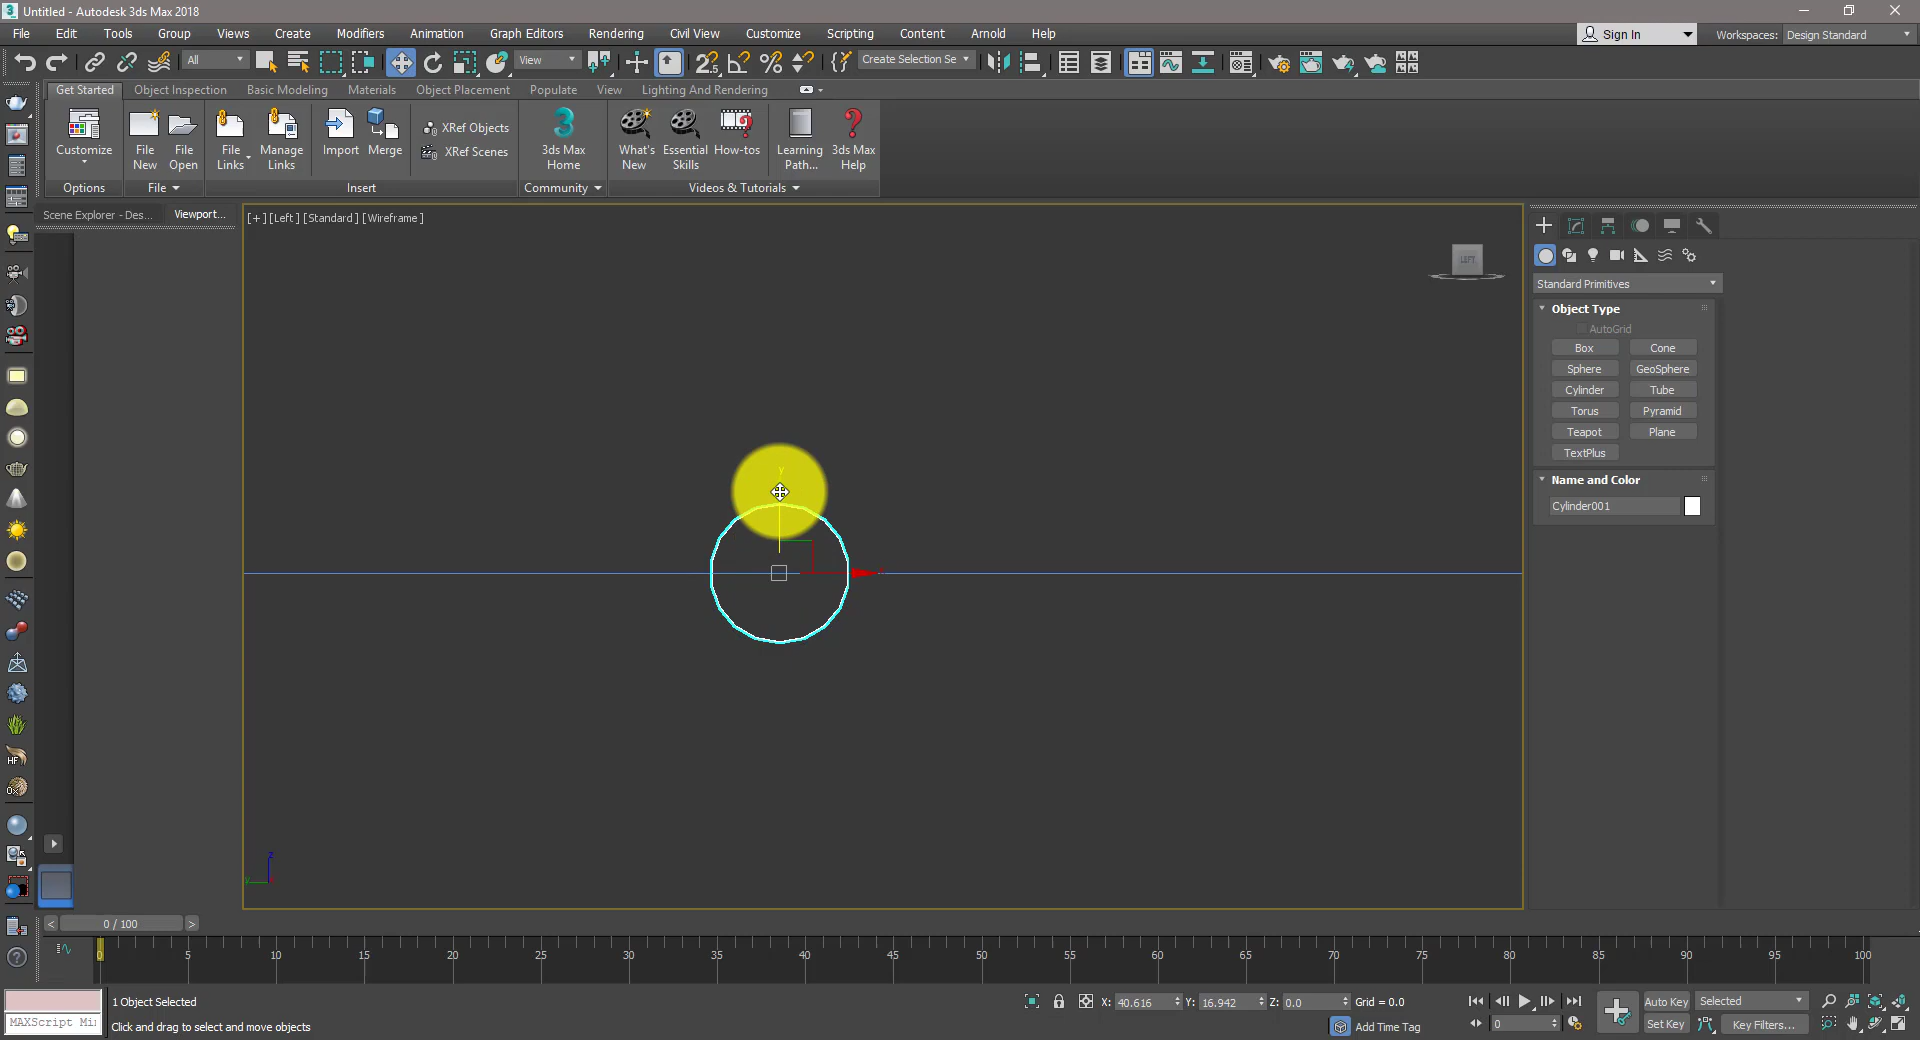 Untitled - Autodesk 3ds Max 2018
File Edit Tools Group Views Create Modifiers Animation Graph Editors Rendering Civil View Customize Scripting Content Arnold Help
Sign In
Workspaces: Design Standard
All
View
Create Selection Se
Get Started Object Inspection Basic Modeling Materials Object Placement Populate View Lighting And Rendering
Customize
File New
File Open
File Links
Manage Links
Import
Merge
XRef Objects
XRef Scenes
3ds Max Home
What's New
Essential Skills
How-tos
Learning Path...
3ds Max Help
Options File Insert Community Videos & Tutorials
Scene Explorer - Des...
Viewport...
[+] [Left] [Standard] [Wireframe]
LEFT
Standard Primitives
Object Type
AutoGrid
Box Cone
Sphere GeoSphere
Cylinder Tube
Torus Pyramid
Teapot Plane
TextPlus
Name and Color
Cylinder001
y
z
y
0 / 100
0 5 10 15 20 25 30 35 40 45 50 55 60 65 70 75 80 85 90 95 100
1 Object Selected
X: 40.616 Y: 16.942 Z: 0.0 Grid = 0.0
Auto Key Selected
MAXScript Mi
Click and drag to select and move objects
Add Time Tag
0
Set Key Key Filters...